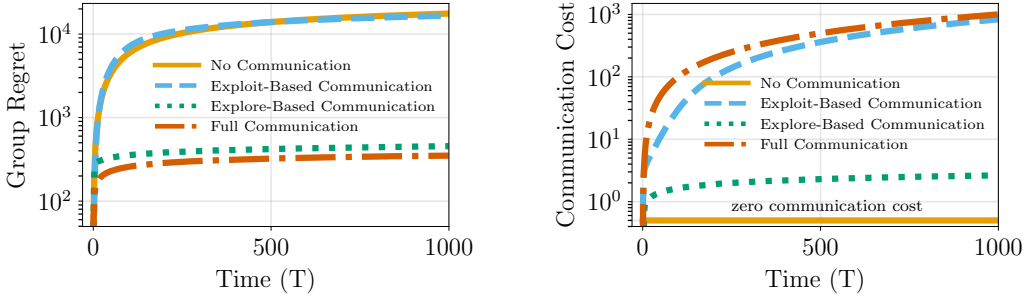 Group Regret
10^4
10^3
10^2
No Communication
Exploit-Based Communication
Explore-Based Communication
Full Communication
0
500
1000
Time (T)
Communication Cost
10^3
10^2
10^1
10^0
No Communication
Exploit-Based Communication
Explore-Based Communication
Full Communication
zero communication cost
0
500
1000
Time (T)